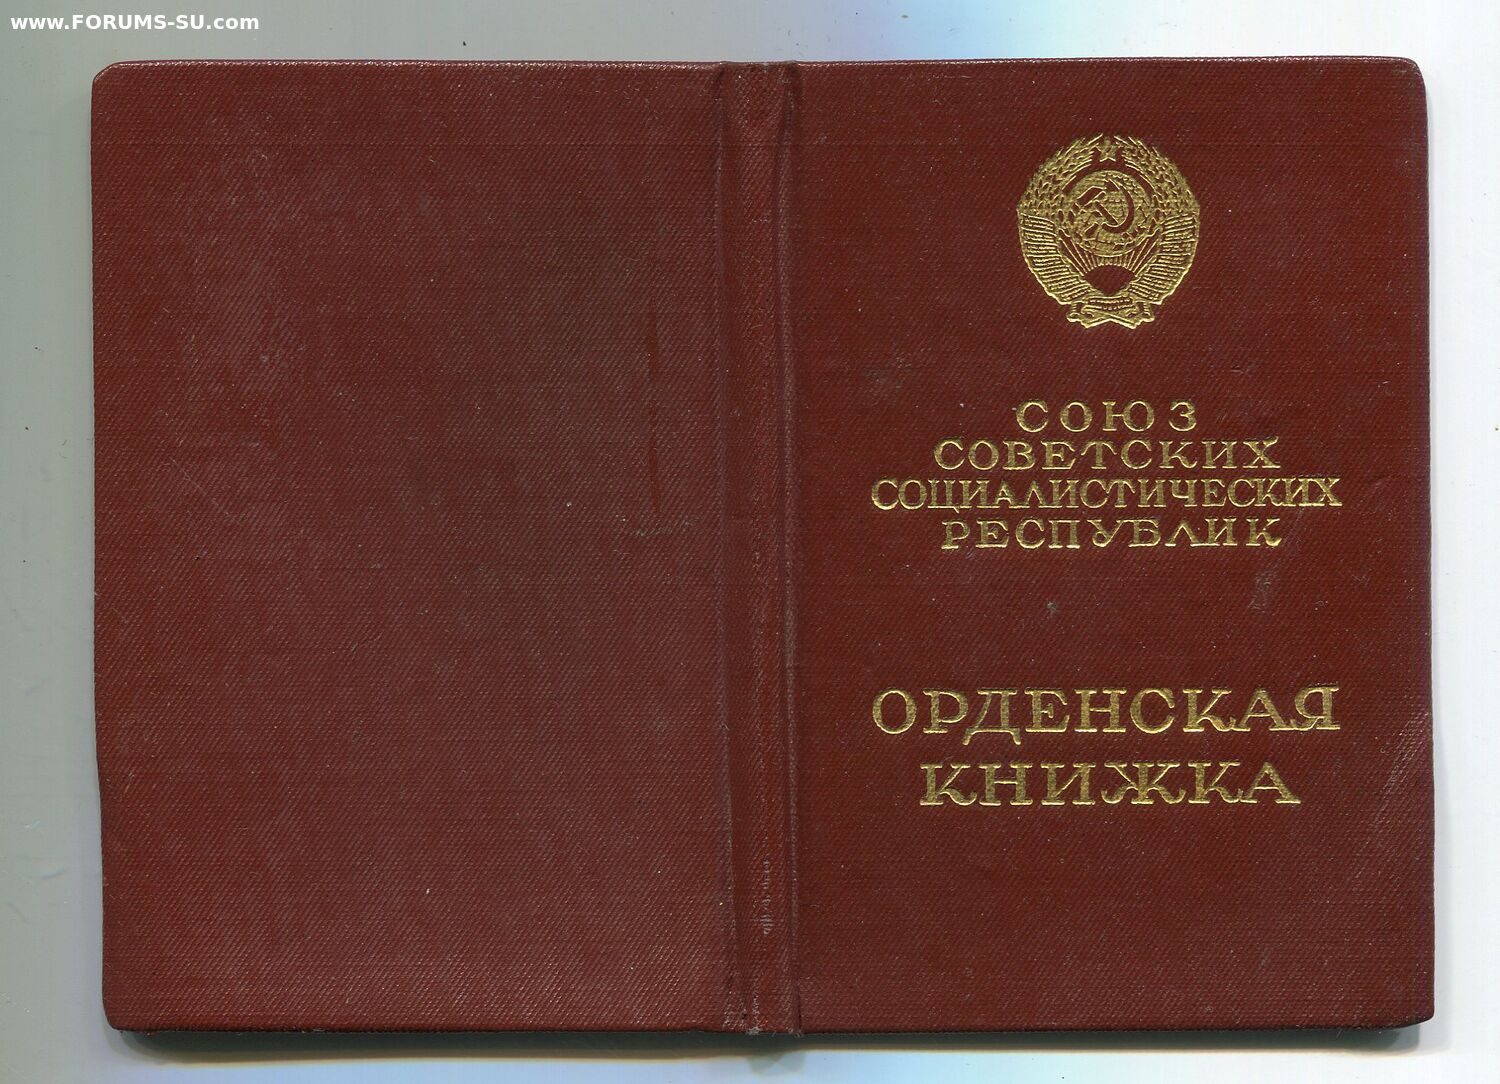 www.FORUMS-SU.com
СОЮЗ
СОВЕТСКИХ
СОЦИАЛИСТИЧЕСКИХ
РЕСПУБЛИК
ОРДЕНСКАЯ
КНИЖКА